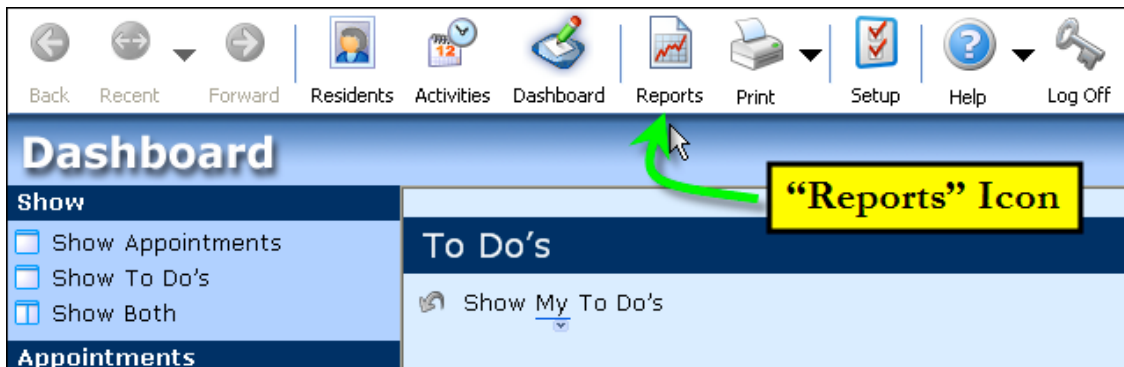 12
Back Recent Forward Residents Activities Dashboard Reports Print Setup Help Log Off
Dashboard
“Reports” Icon
Show
Show Appointments
Show To Do's
Show Both
Appointments
To Do's
Show My To Do's